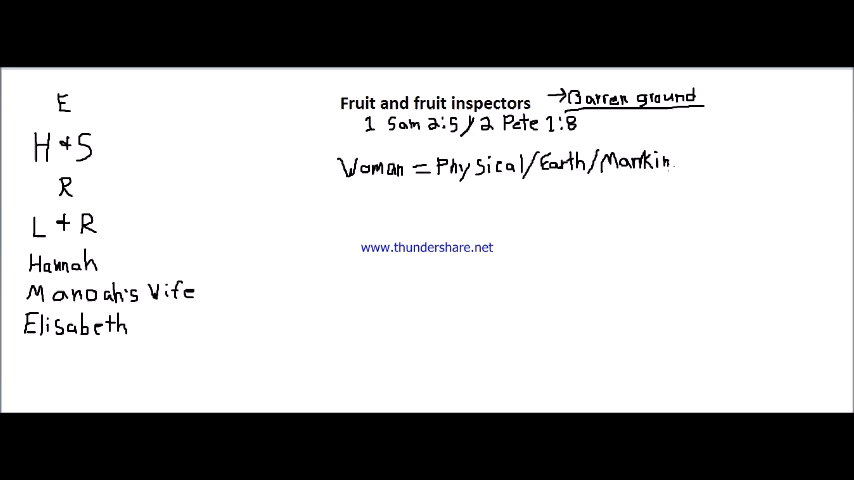 E
H + S
R
L + R
Hannah
Manoah's Wife
Elisabeth
Fruit and fruit inspectors → Barren ground
1 Sam 2:5 / 2 Pete 1:8
Woman = Physical/Earth/Mankin
www.thundershare.net